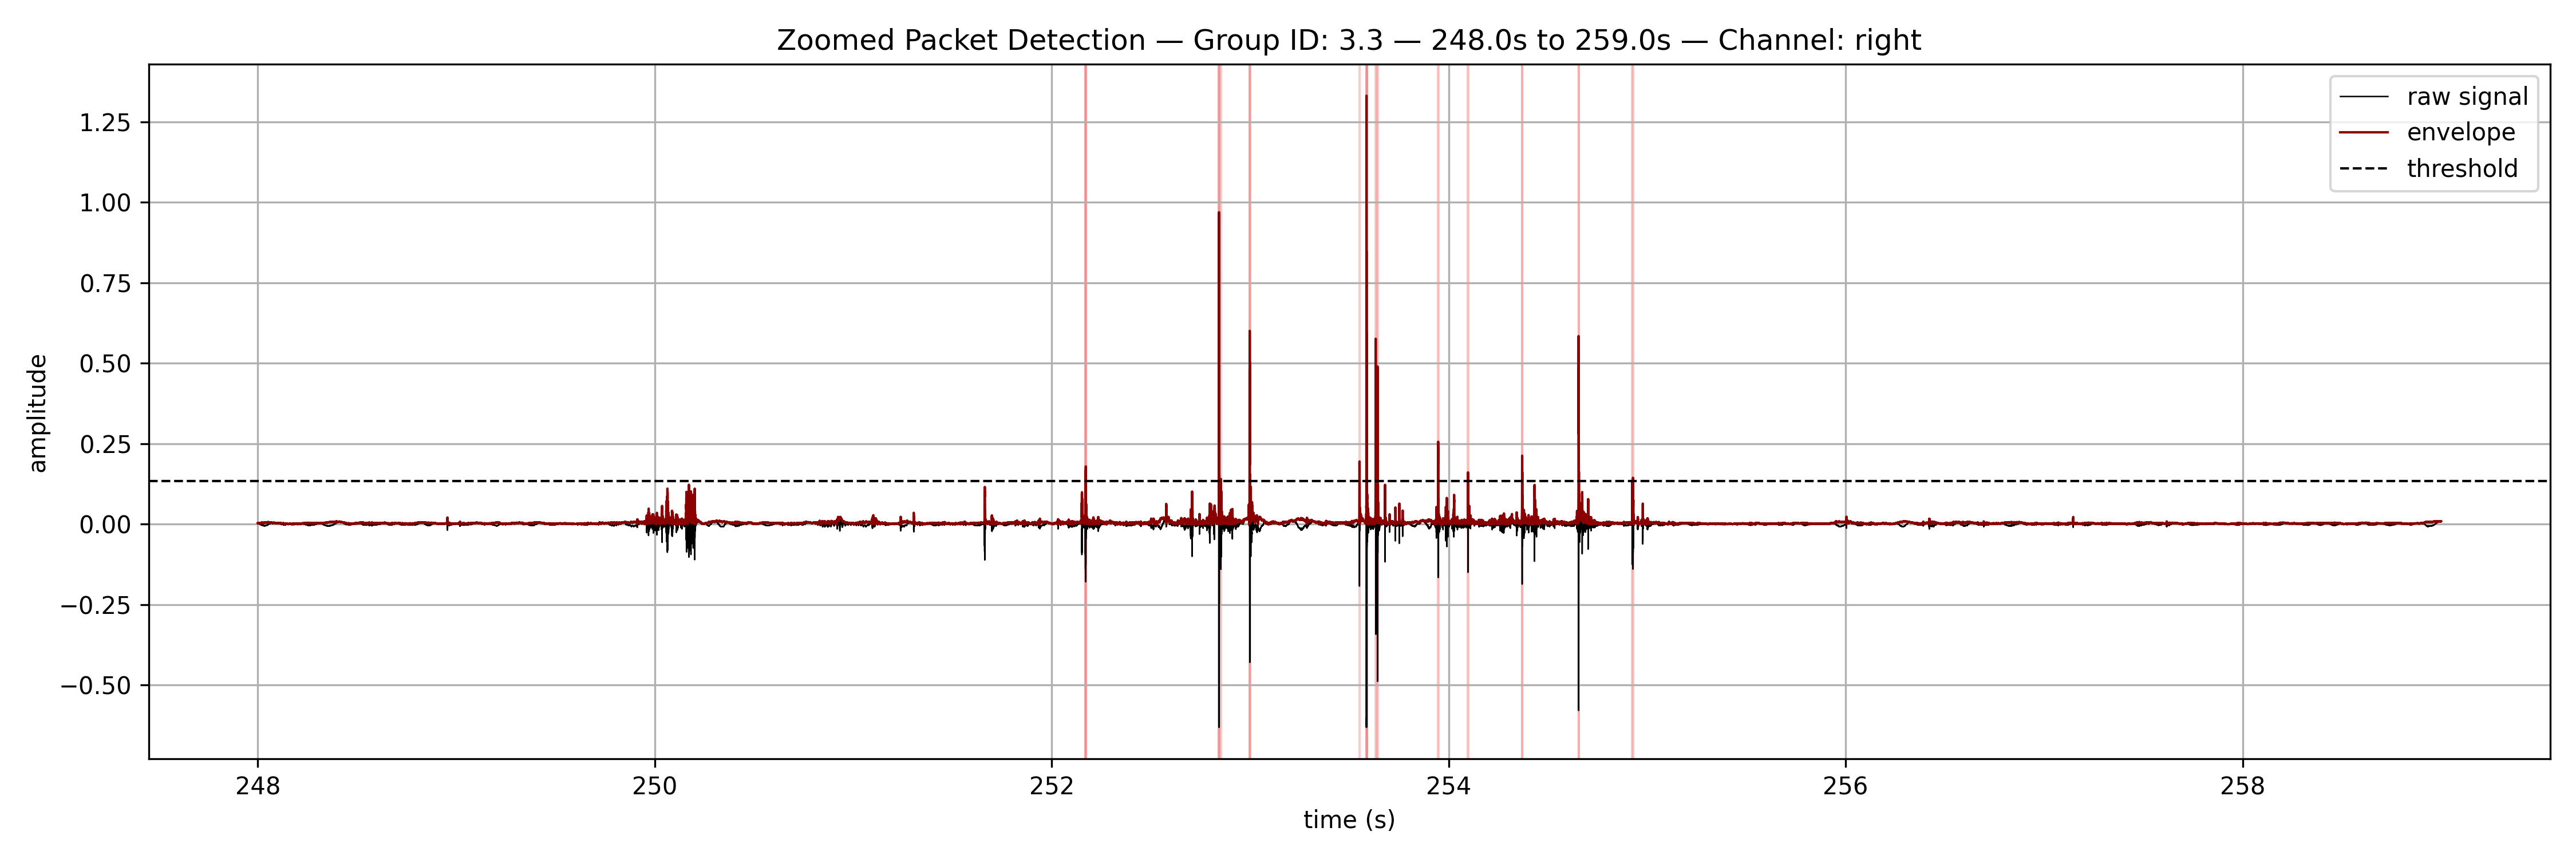 Zoomed Packet Detection — Group ID: 3.3 — 248.0s to 259.0s — Channel: right
raw signal
envelope
threshold
amplitude
1.25
1.00
0.75
0.50
0.25
0.00
−0.25
−0.50
248 250 252 254 256 258
time (s)